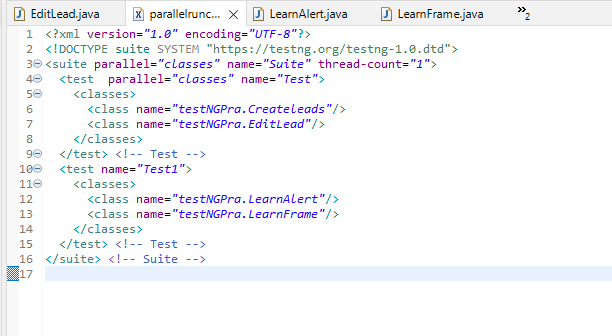 EditLead.java parallelrunc... LearnAlert.java LearnFrame.java »2
1 <?xml version="1.0" encoding="UTF-8"?>
2 <!DOCTYPE suite SYSTEM "https://testng.org/testng-1.0.dtd">
3 <suite parallel="classes" name="Suite" thread-count="1">
4 <test  parallel="classes" name="Test">
5 <classes>
6 <class name="testNGPra.Createleads"/>
7 <class name="testNGPra.EditLead"/>
8 </classes>
9 </test> <!-- Test -->
10 <test name="Test1">
11 <classes>
12 <class name="testNGPra.LearnAlert"/>
13 <class name="testNGPra.LearnFrame"/>
14 </classes>
15 </test> <!-- Test -->
16 </suite> <!-- Suite -->
17